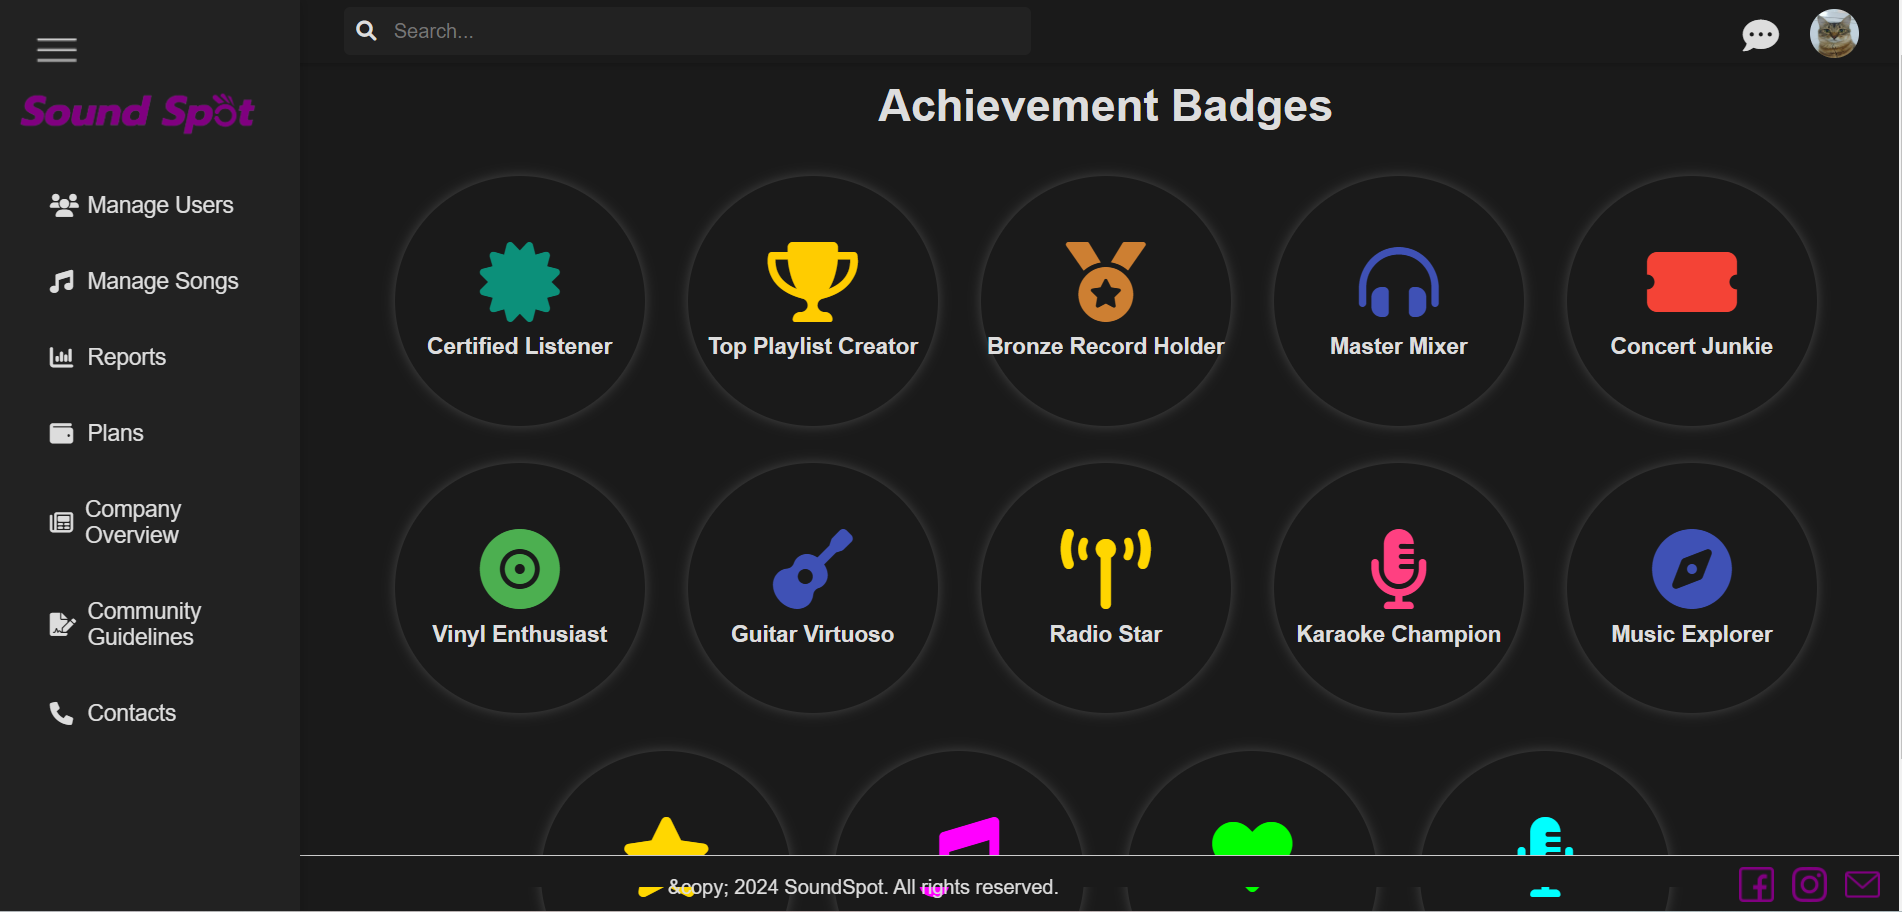 Search...
Sound Spot
Achievement Badges
Manage Users
Manage Songs
Reports
Plans
Company
Overview
Community
Guidelines
Contacts
Certified Listener
Top Playlist Creator
Bronze Record Holder
Master Mixer
Concert Junkie
Vinyl Enthusiast
Guitar Virtuoso
Radio Star
Karaoke Champion
Music Explorer
&copy; 2024 SoundSpot. All rights reserved.